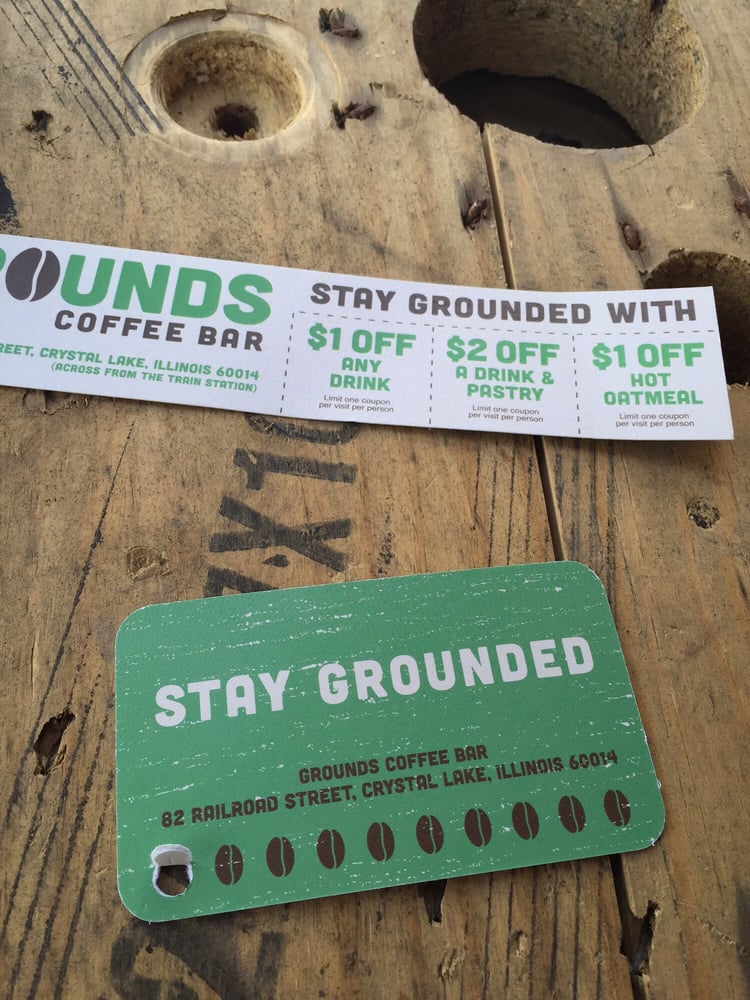 OUNDS
COFFEE BAR
REET, CRYSTAL LAKE, ILLINOIS 60014
(ACROSS FROM THE TRAIN STATION)
STAY GROUNDED WITH
$1 OFF
ANY
DRINK
Limit one coupon
per visit per person
$2 OFF
A DRINK &
PASTRY
Limit one coupon
per visit per person
$1 OFF
HOT
OATMEAL
Limit one coupon
per visit per person
STAY GROUNDED
GROUNDS COFFEE BAR
82 RAILROAD STREET, CRYSTAL LAKE, ILLINOIS 60014